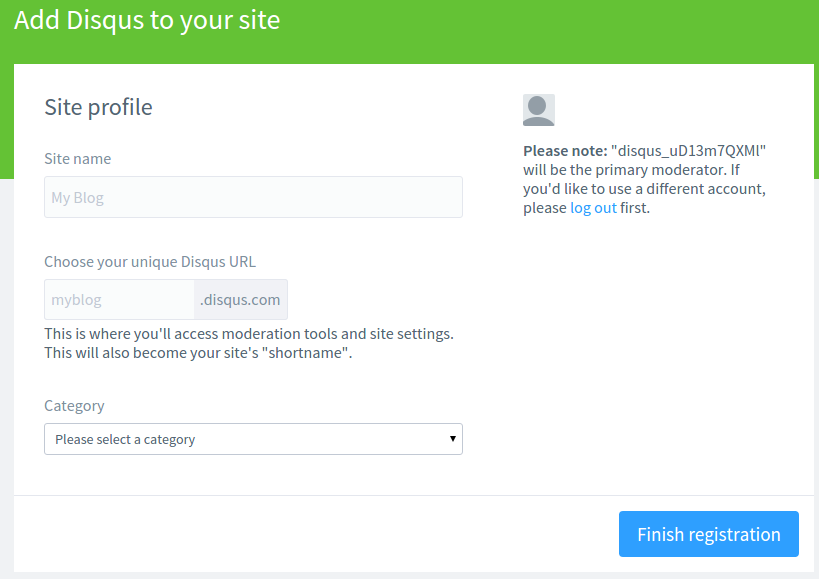 Add Disqus to your site
Site profile
Site name
My Blog
Choose your unique Disqus URL
myblog .disqus.com
This is where you'll access moderation tools and site settings.
This will also become your site's "shortname".
Category
Please select a category
Please note: "disqus_uD13m7QXMl"
will be the primary moderator. If
you'd like to use a different account,
please log out first.
Finish registration